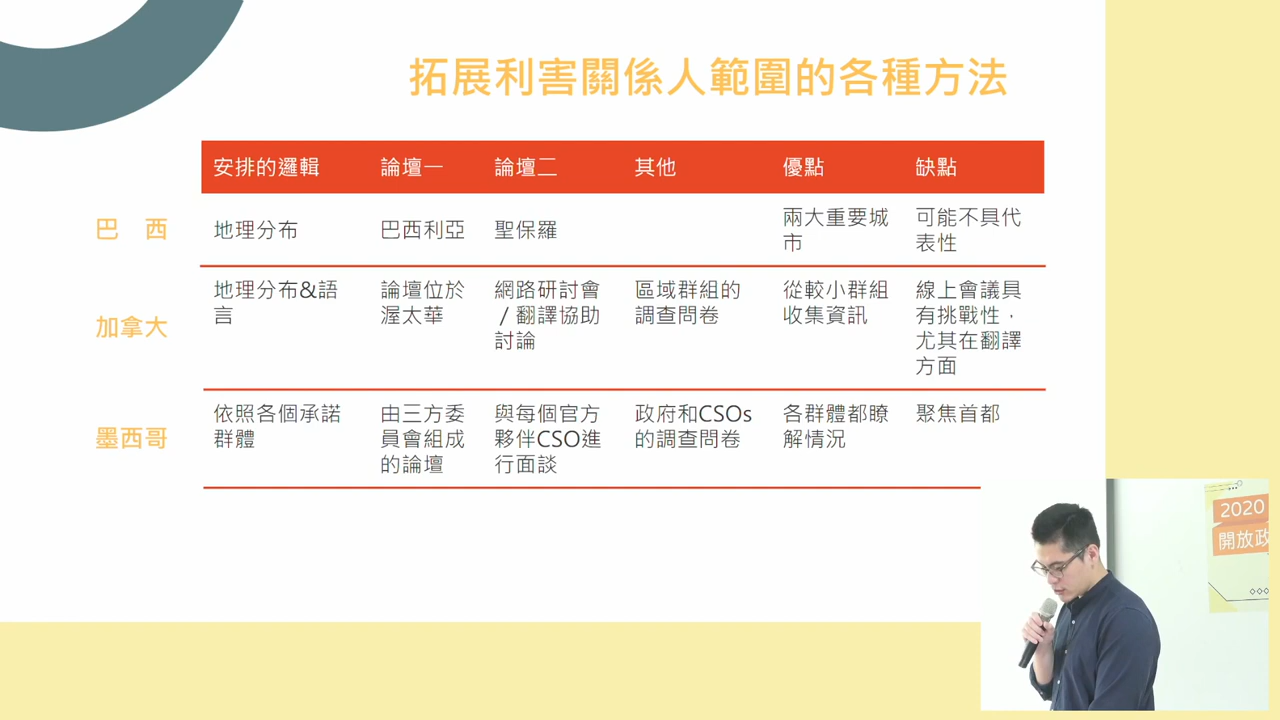 拓展利害關係人範圍的各種方法
安排的邏輯 論壇一 論壇二 其他 優點 缺点
巴 西
地理分布
巴西利亞
聖保羅
兩大重要城
市
可能不具代
表性
加拿大
地理分布&語
言
論壇位於
渥太華
網路研討會
/ 翻譯協助
討論
區域群組的
調查問卷
從較小群組
收集資訊
線上會議具
有挑戰性,
尤其在翻譯
方面
墨西哥
依照各個承諾
群體
由三方委
員會組成
的論壇
與每個官方
夥伴CSO進
行面談
政府和CSOs
的調查問卷
各群體都瞭
解情況
聚焦首都
2020
開放政